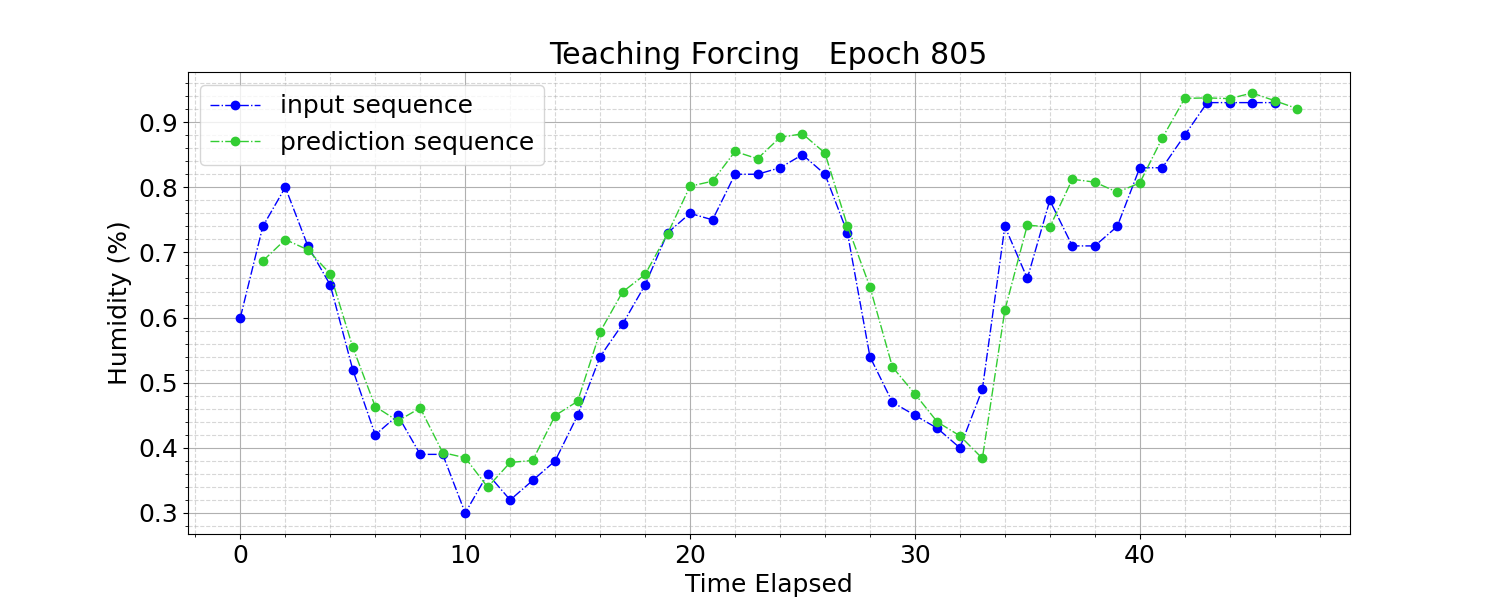 Teaching Forcing   Epoch 805
input sequence
prediction sequence
Humidity (%)
0.9
0.8
0.7
0.6
0.5
0.4
0.3
0 10 20 30 40
Time Elapsed